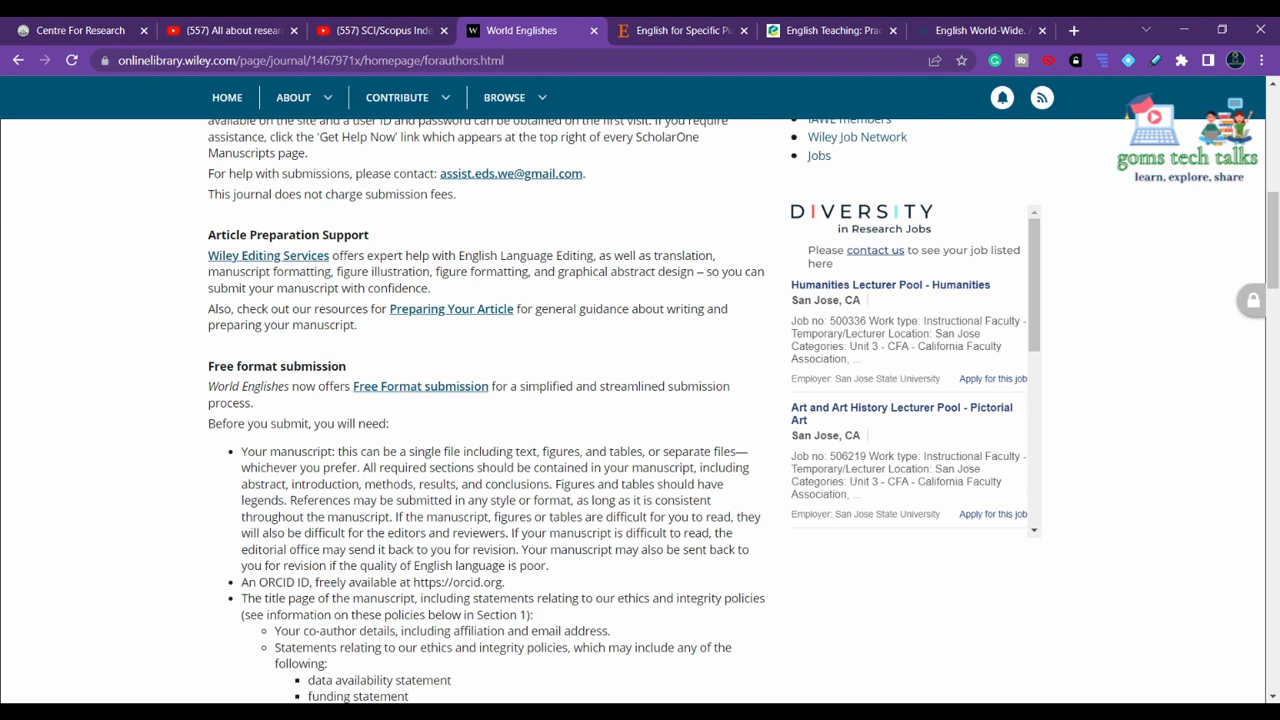 Centre For Research
(557) All about resear
(557) SCI/Scopus Inde
World Englishes
English for Specific Pu
English Teaching: Prac
English World-Wide. A
onlinelibrary.wiley.com/page/journal/1467971x/homepage/forauthors.html
HOME
ABOUT
CONTRIBUTE
BROWSE
available on the site and a user ID and password can be obtained on the first visit. If you require
assistance, click the 'Get Help Now' link which appears at the top right of every ScholarOne
Manuscripts page.
For help with submissions, please contact: assist.eds.we@gmail.com.
This journal does not charge submission fees.
Article Preparation Support
Wiley Editing Services offers expert help with English Language Editing, as well as translation,
manuscript formatting, figure illustration, figure formatting, and graphical abstract design – so you can
submit your manuscript with confidence.
Also, check out our resources for Preparing Your Article for general guidance about writing and
preparing your manuscript.
Free format submission
World Englishes now offers Free Format submission for a simplified and streamlined submission
process.
Before you submit, you will need:
• Your manuscript: this can be a single file including text, figures, and tables, or separate files—
whichever you prefer. All required sections should be contained in your manuscript, including
abstract, introduction, methods, results, and conclusions. Figures and tables should have
legends. References may be submitted in any style or format, as long as it is consistent
throughout the manuscript. If the manuscript, figures or tables are difficult for you to read, they
will also be difficult for the editors and reviewers. If your manuscript is difficult to read, the
editorial office may send it back to you for revision. Your manuscript may also be sent back to
you for revision if the quality of English language is poor.
• An ORCID ID, freely available at https://orcid.org.
• The title page of the manuscript, including statements relating to our ethics and integrity policies
(see information on these policies below in Section 1):
Your co-author details, including affiliation and email address.
Statements relating to our ethics and integrity policies, which may include any of the
following:
data availability statement
funding statement
IAWE members
• Wiley Job Network
• Jobs
DIVERSITY
in Research Jobs
Please contact us to see your job listed
here
Humanities Lecturer Pool - Humanities
San Jose, CA
Job no: 500336 Work type: Instructional Faculty -
Temporary/Lecturer Location: San Jose
Categories: Unit 3 - CFA - California Faculty
Association, ...
Employer: San Jose State University
Apply for this job
Art and Art History Lecturer Pool - Pictorial
Art
San Jose, CA
Job no: 506219 Work type: Instructional Faculty -
Temporary/Lecturer Location: San Jose
Categories: Unit 3 - CFA - California Faculty
Association, ...
Employer: San Jose State University
Apply for this job
goms tech talks
learn, explore, share